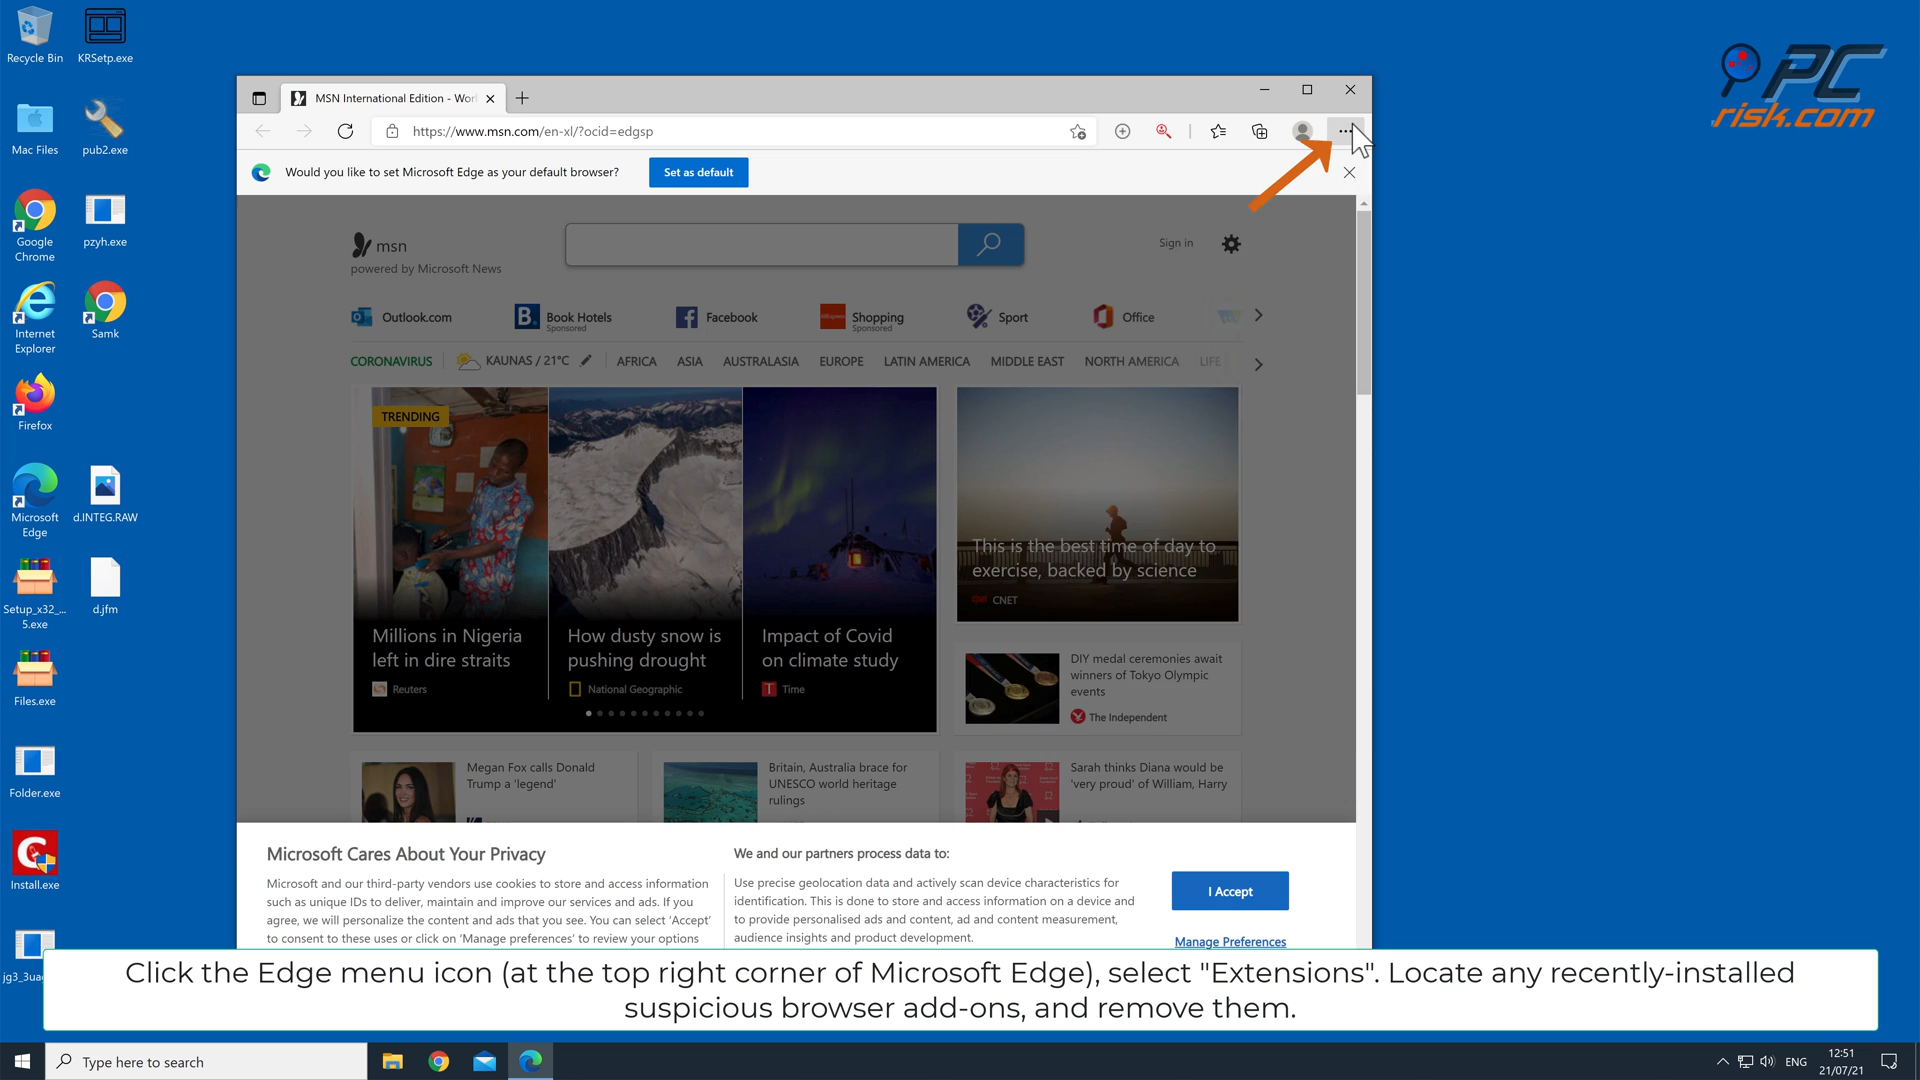 Recycle Bin
KRSetp.exe
Mac Files
pub2.exe
Google
Chrome
pzyh.exe
Internet
Explorer
Samk
Firefox
Microsoft
Edge
d.INTEG.RAW
Setup_x32_...
5.exe
d.jfm
Files.exe
Folder.exe
Install.exe
PC
risk.com
MSN International Edition - Wor
https://www.msn.com/en-xl/?ocid=edgsp
Would you like to set Microsoft Edge as your default browser?
Set as default
msn
powered by Microsoft News
Sign in
Outlook.com
Book Hotels
Sponsored
Facebook
Shopping
Sponsored
Sport
Office
CORONAVIRUS
KAUNAS / 21°C
AFRICA
ASIA
AUSTRALASIA
EUROPE
LATIN AMERICA
MIDDLE EAST
NORTH AMERICA
LIFE
TRENDING
Millions in Nigeria
left in dire straits
Reuters
How dusty snow is
pushing drought
National Geographic
Impact of Covid
on climate study
Time
This is the best time of day to
exercise, backed by science
CNET
DIY medal ceremonies await
winners of Tokyo Olympic
events
The Independent
Megan Fox calls Donald
Trump a 'legend'
Britain, Australia brace for
UNESCO world heritage
rulings
Sarah thinks Diana would be
'very proud' of William, Harry
Microsoft Cares About Your Privacy
Microsoft and our third-party vendors use cookies to store and access information
such as unique IDs to deliver, maintain and improve our services and ads. If you
agree, we will personalize the content and ads that you see. You can select 'Accept'
to consent to these uses or click on 'Manage preferences' to review your options
We and our partners process data to:
Use precise geolocation data and actively scan device characteristics for
identification. This is done to store and access information on a device and
to provide personalised ads and content, ad and content measurement,
audience insights and product development.
I Accept
Manage Preferences
Click the Edge menu icon (at the top right corner of Microsoft Edge), select "Extensions". Locate any recently-installed
suspicious browser add-ons, and remove them.
Type here to search
ENG
12:51
21/07/21